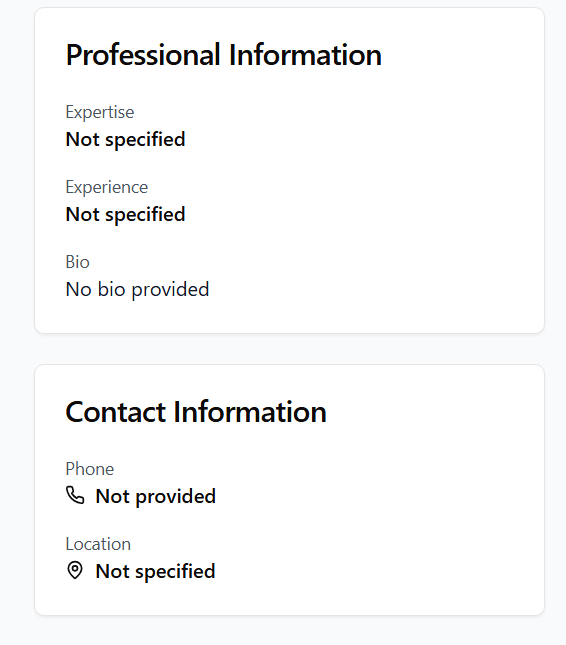 Professional Information
Expertise
Not specified
Experience
Not specified
Bio
No bio provided
Contact Information
Phone
Not provided
Location
Not specified